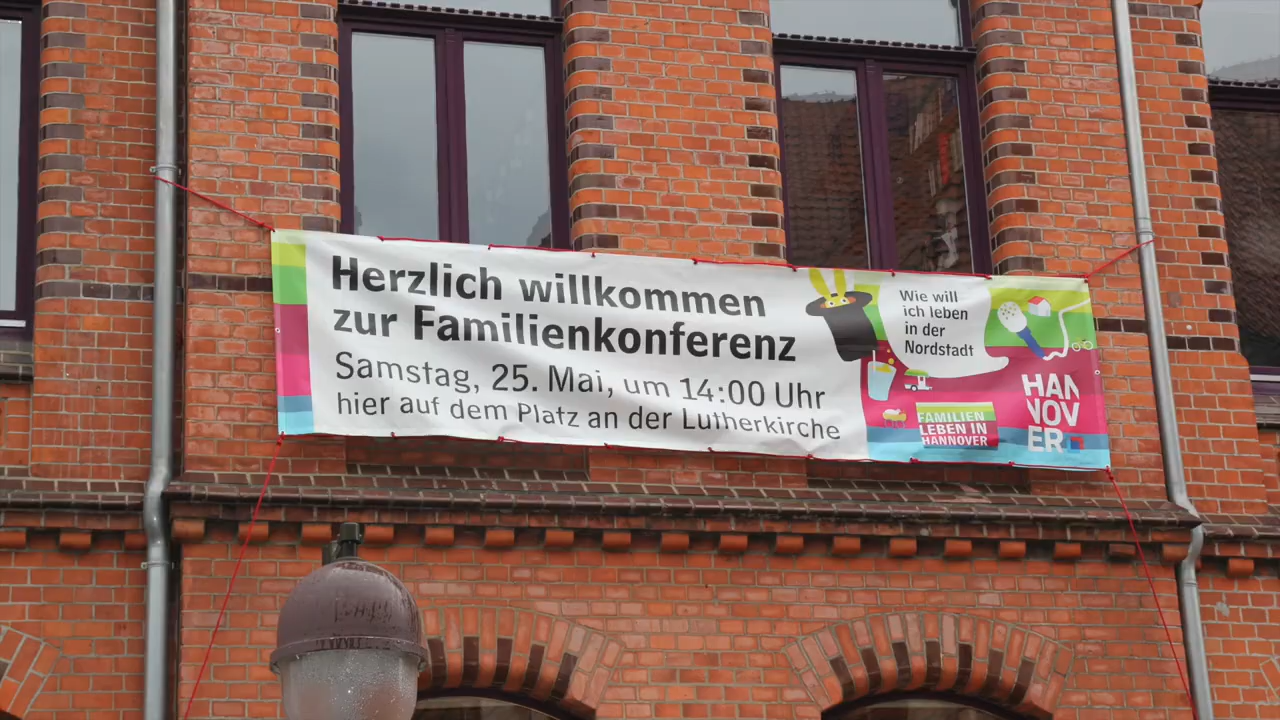 Herzlich willkommen
zur Familienkonferenz
Samstag, 25. Mai, um 14:00 Uhr
hier auf dem Platz an der Lutherkirche
Wie will
ich leben
in der
Nordstadt
FAMILIEN
LEBEN IN
HANNOVER
HAN
NOV
ER